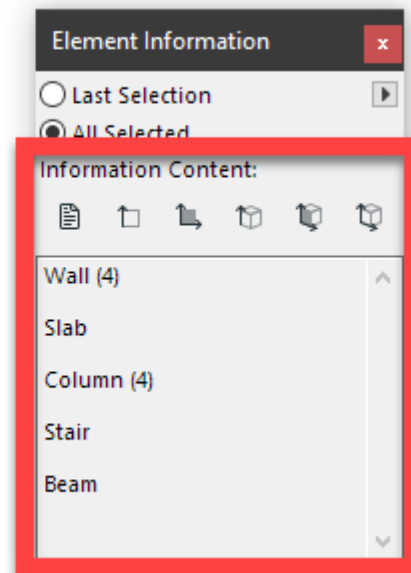 Element Information
x
Last Selection
All Selected
Information Content:
Wall (4)
Slab
Column (4)
Stair
Beam